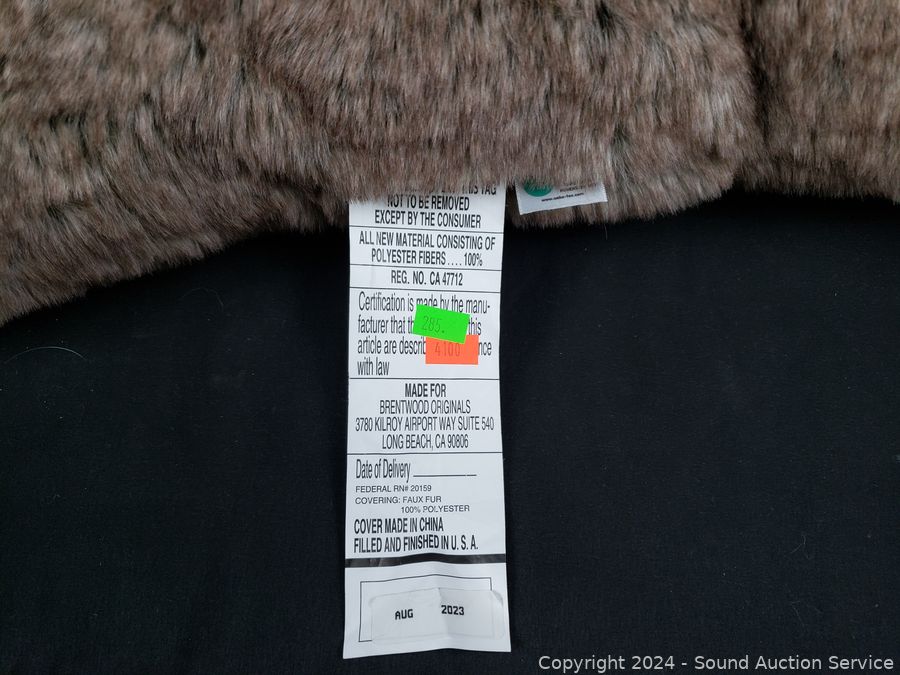 THIS TAG
NOT TO BE REMOVED
EXCEPT BY THE CONSUMER
ALL NEW MATERIAL CONSISTING OF
POLYESTER FIBERS .... 100%
REG. NO. CA 47712
Certification is made by the manu-
facturer that this
article are nce
with law
285.
4100
MADE FOR
BRENTWOOD ORIGINALS
3780 KILROY AIRPORT WAY SUITE 540
LONG BEACH, CA 90806
Date of Delivery
FEDERAL RN# 20159
COVERING: FAUX FUR
100% POLYESTER
COVER MADE IN CHINA
FILLED AND FINISHED IN U. S. A.
AUG 2023
Copyright 2024 - Sound Auction Service